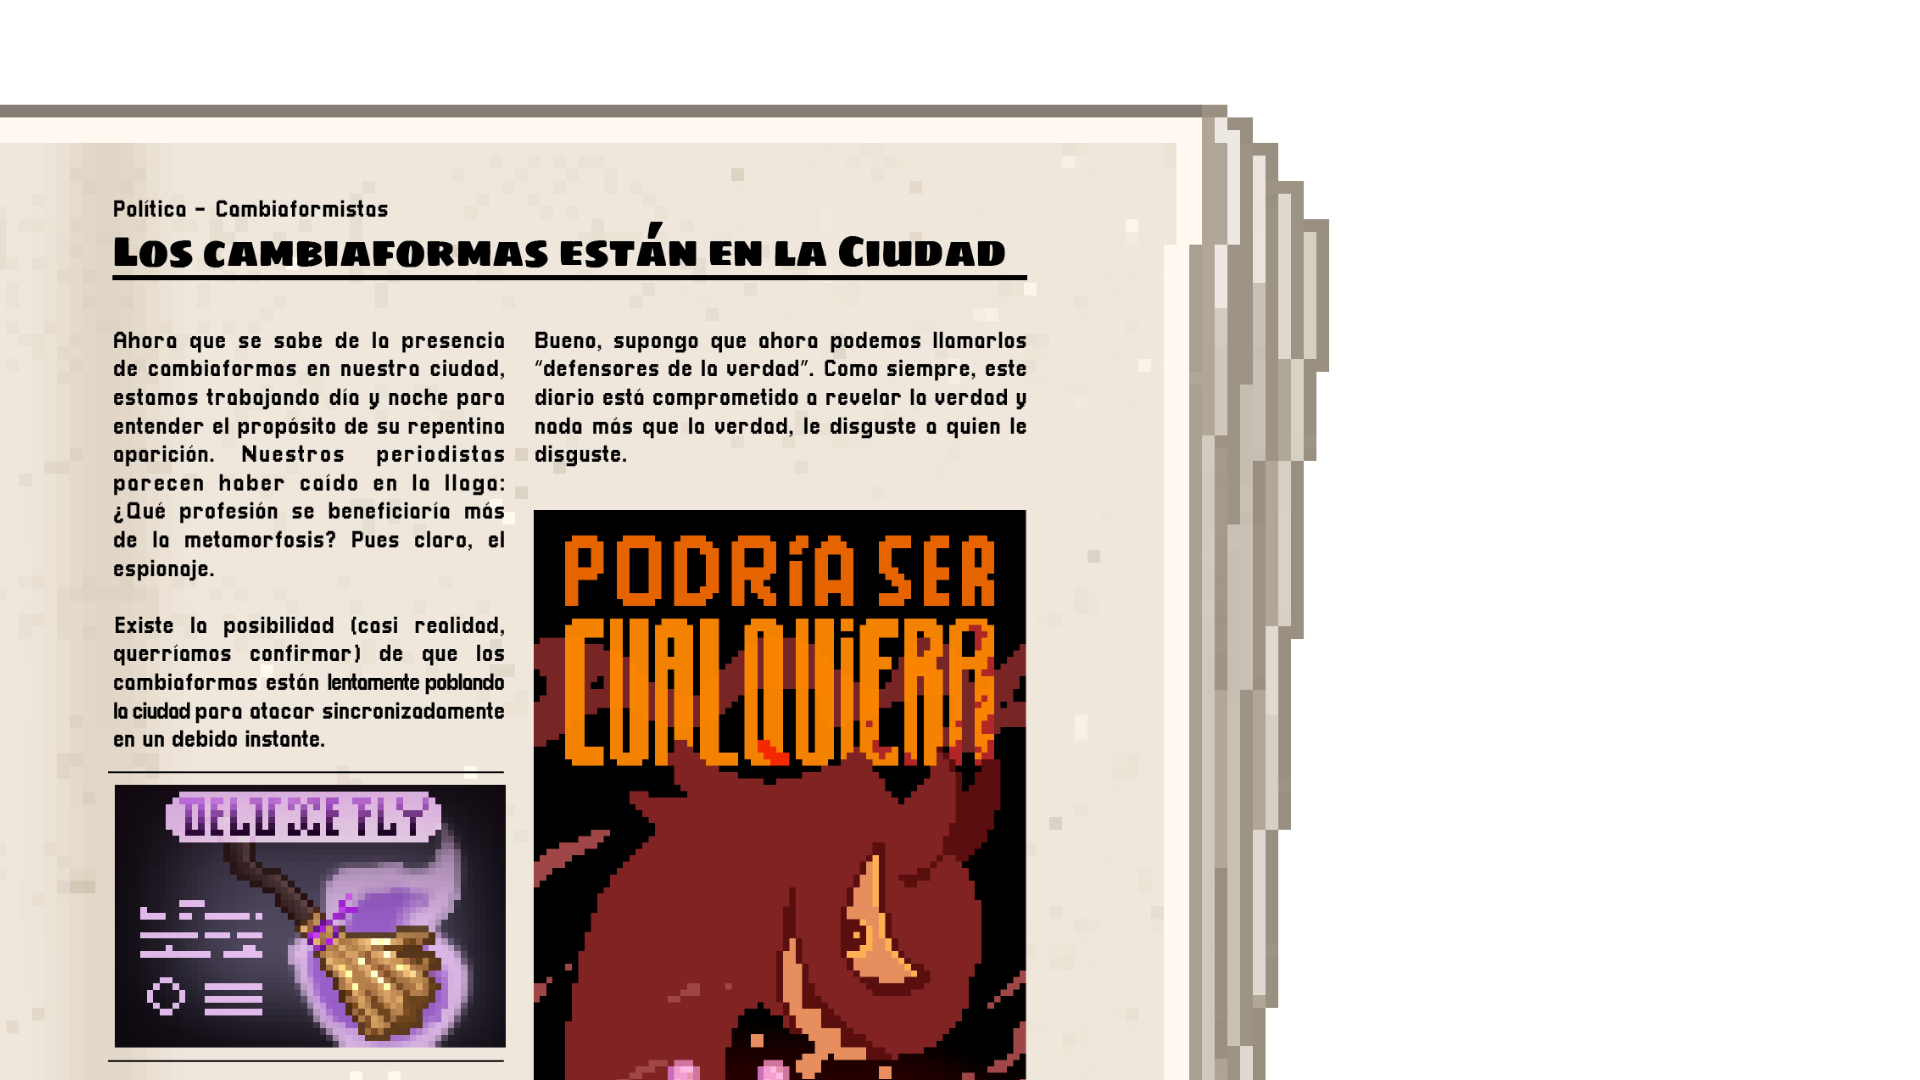 Política - Cambiaformistas
Los cambiaformas están en la Ciudad
Ahora que se sabe de la presencia
de cambiaformas en nuestra ciudad,
estamos trabajando día y noche para
entender el propósito de su repentina
aparición. Nuestros periodistas
parecen haber caído en la llaga:
¿Qué profesión se beneficiaría más
de la metamorfosis? Pues claro, el
espionaje.
Existe la posibilidad (casi realidad,
querríamos confirmar) de que los
cambiaformas están lentamente poblando
la ciudad para atacar sincronizadamente
en un debido instante.
DELUXE FLY
Bueno, supongo que ahora podemos llamarlos
“defensores de la verdad”. Como siempre, este
diario está comprometido a revelar la verdad y
nada más que la verdad, le disguste a quien le
disguste.
PODRÍA SER
CUALQUIERA